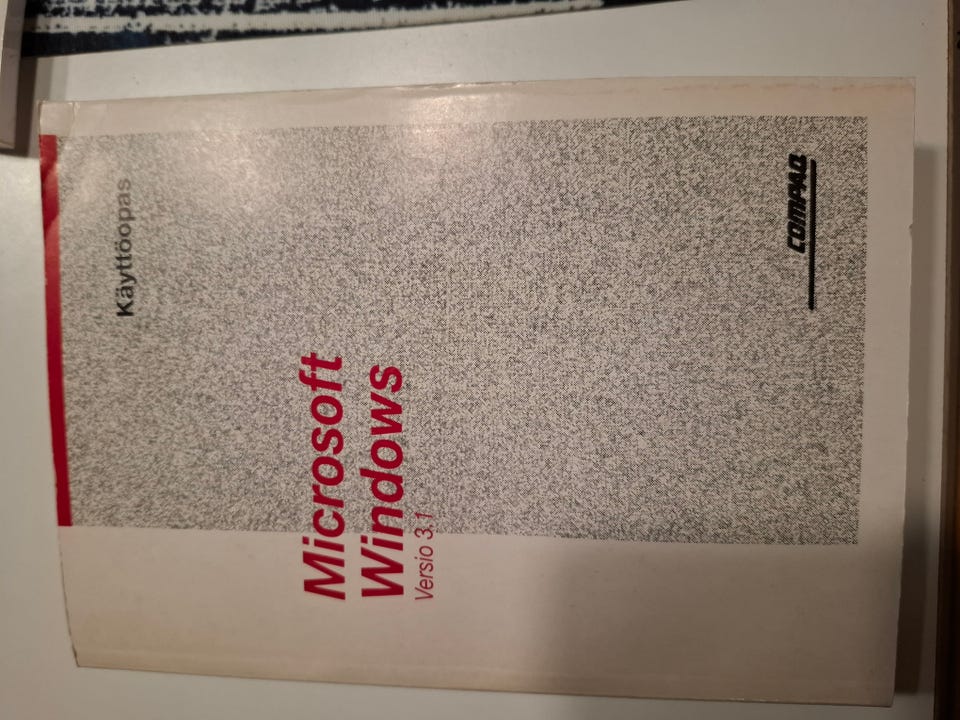 Käyttöopas
Microsoft
Windows
Versio 3.1
COMPAQ